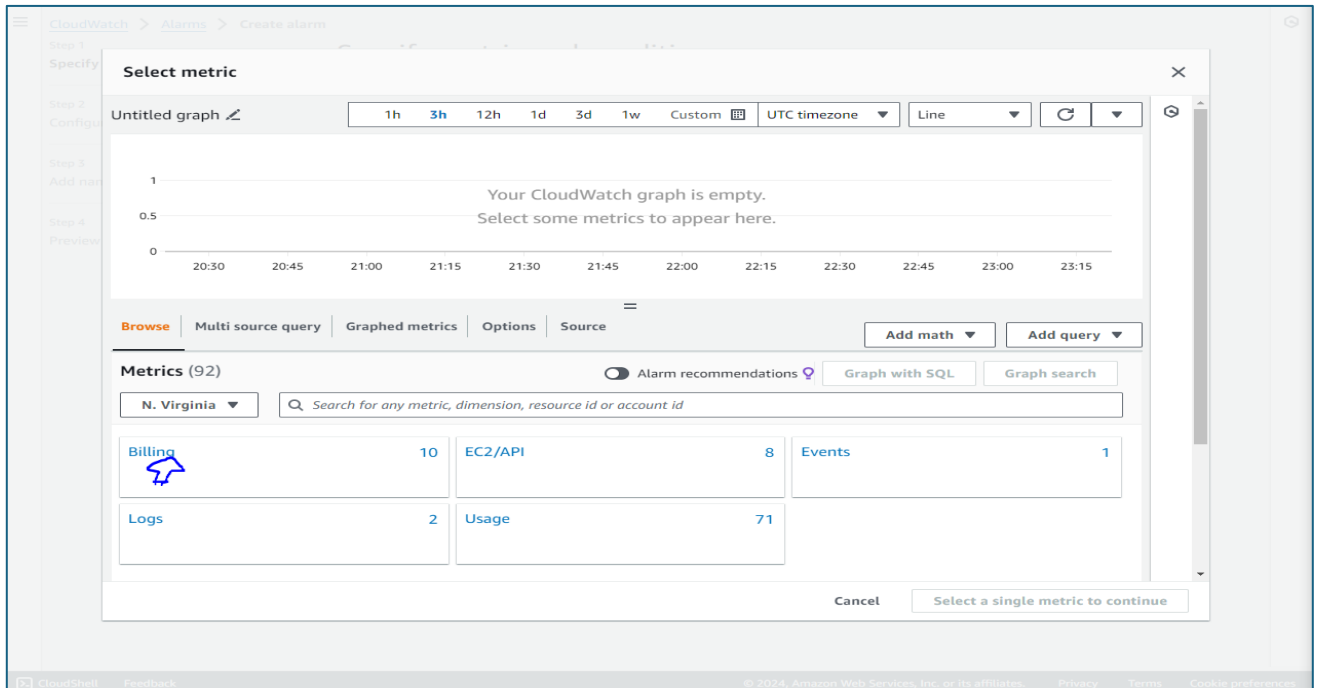 CloudWatch > Alarms > Create alarm
Step 1
Specify
Step 2
Configu
Step 3
Add nam
Step 4
Preview
Select metric
Untitled graph
1h 3h 12h 1d 3d 1w Custom UTC timezone Line
1
0.5
0
Your CloudWatch graph is empty.
Select some metrics to appear here.
20:30 20:45 21:00 21:15 21:30 21:45 22:00 22:15 22:30 22:45 23:00 23:15
Browse Multi source query Graphed metrics Options Source
Add math Add query
Metrics (92)
Alarm recommendations Graph with SQL Graph search
N. Virginia Search for any metric, dimension, resource id or account id
Billing 10 EC2/API 8 Events 1
Logs 2 Usage 71
Cancel Select a single metric to continue
CloudShell Feedback © 2024, Amazon Web Services, Inc. or its affiliates. Privacy Terms Cookie preferences